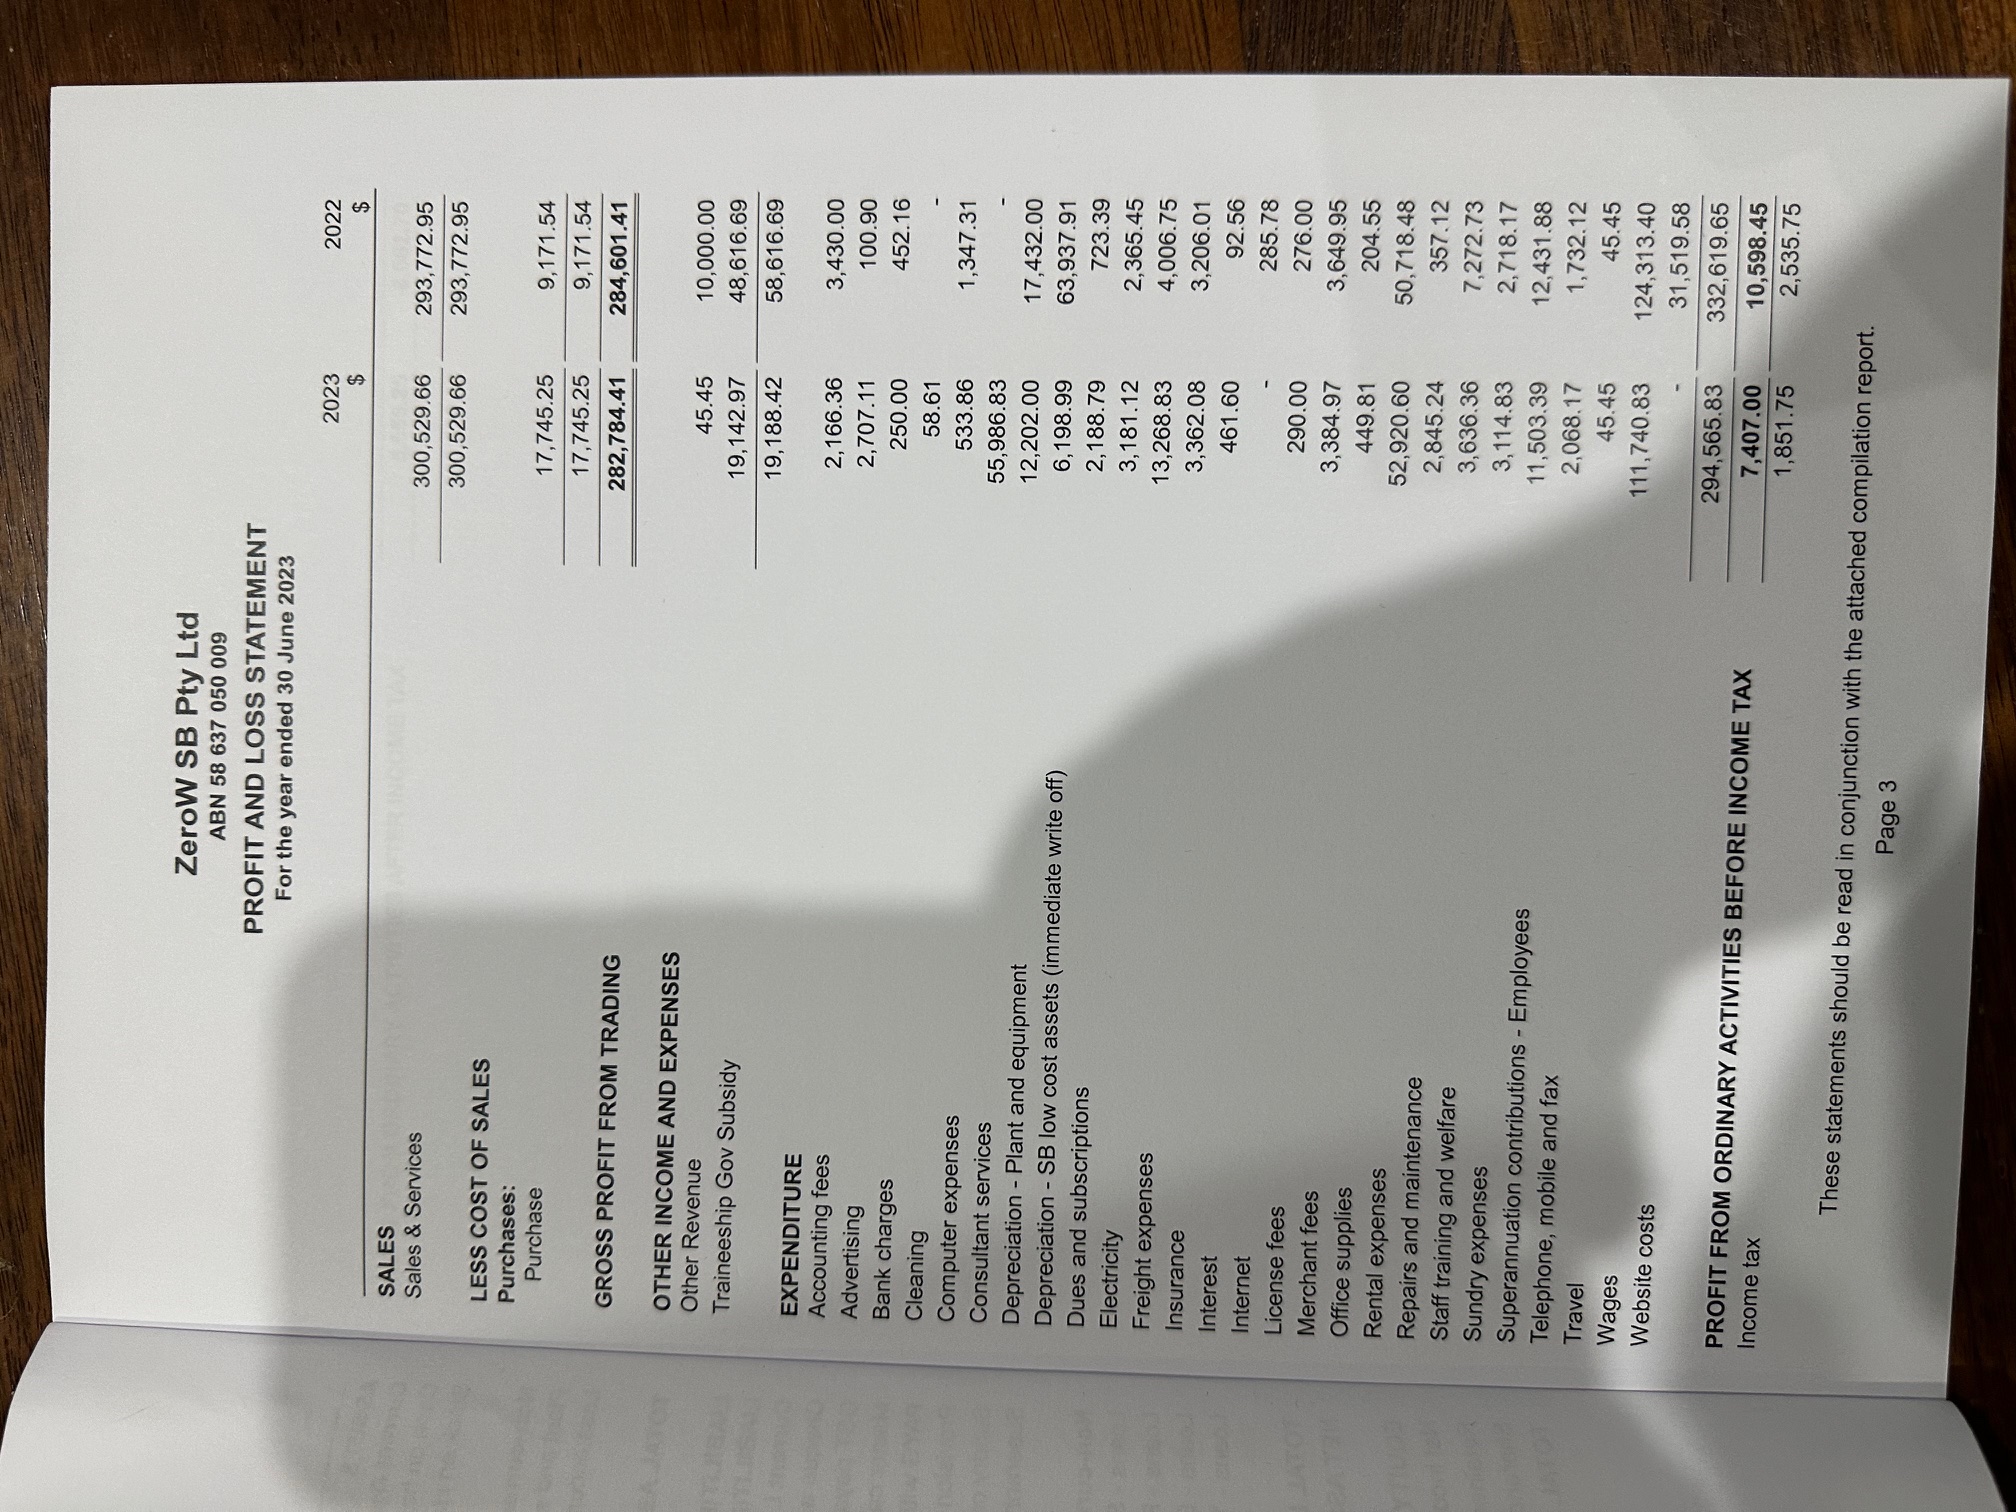 ZeroW SB Pty Ltd
ABN 58 637 050 009
PROFIT AND LOSS STATEMENT
For the year ended 30 June 2023
2023 2022
$ $
SALES
Sales & Services 300,529.66 293,772.95
300,529.66 293,772.95
LESS COST OF SALES
Purchases:
Purchase 17,745.25 9,171.54
17,745.25 9,171.54
GROSS PROFIT FROM TRADING 282,784.41 284,601.41
OTHER INCOME AND EXPENSES
Other Revenue 45.45 10,000.00
Traineeship Gov Subsidy 19,142.97 48,616.69
19,188.42 58,616.69
EXPENDITURE
Accounting fees 2,166.36 3,430.00
Advertising 2,707.11 100.90
Bank charges 250.00 452.16
Cleaning 58.61 -
Computer expenses 533.86 1,347.31
Consultant services 55,986.83 -
Depreciation - Plant and equipment 12,202.00 17,432.00
Depreciation - SB low cost assets (immediate write off) 6,198.99 63,937.91
Dues and subscriptions 2,188.79 723.39
Electricity 3,181.12 2,365.45
Freight expenses 13,268.83 4,006.75
Insurance 3,362.08 3,206.01
Interest 461.60 92.56
Internet - 285.78
License fees 290.00 276.00
Merchant fees 3,384.97 3,649.95
Office supplies 449.81 204.55
Rental expenses 52,920.60 50,718.48
Repairs and maintenance 2,845.24 357.12
Staff training and welfare 3,636.36 7,272.73
Sundry expenses 3,114.83 2,718.17
Superannuation contributions - Employees 11,503.39 12,431.88
Telephone, mobile and fax 2,068.17 1,732.12
Travel 45.45 45.45
Wages 111,740.83 124,313.40
Website costs - 31,519.58
294,565.83 332,619.65
PROFIT FROM ORDINARY ACTIVITIES BEFORE INCOME TAX 7,407.00 10,598.45
Income tax 1,851.75 2,535.75
These statements should be read in conjunction with the attached compilation report.
Page 3